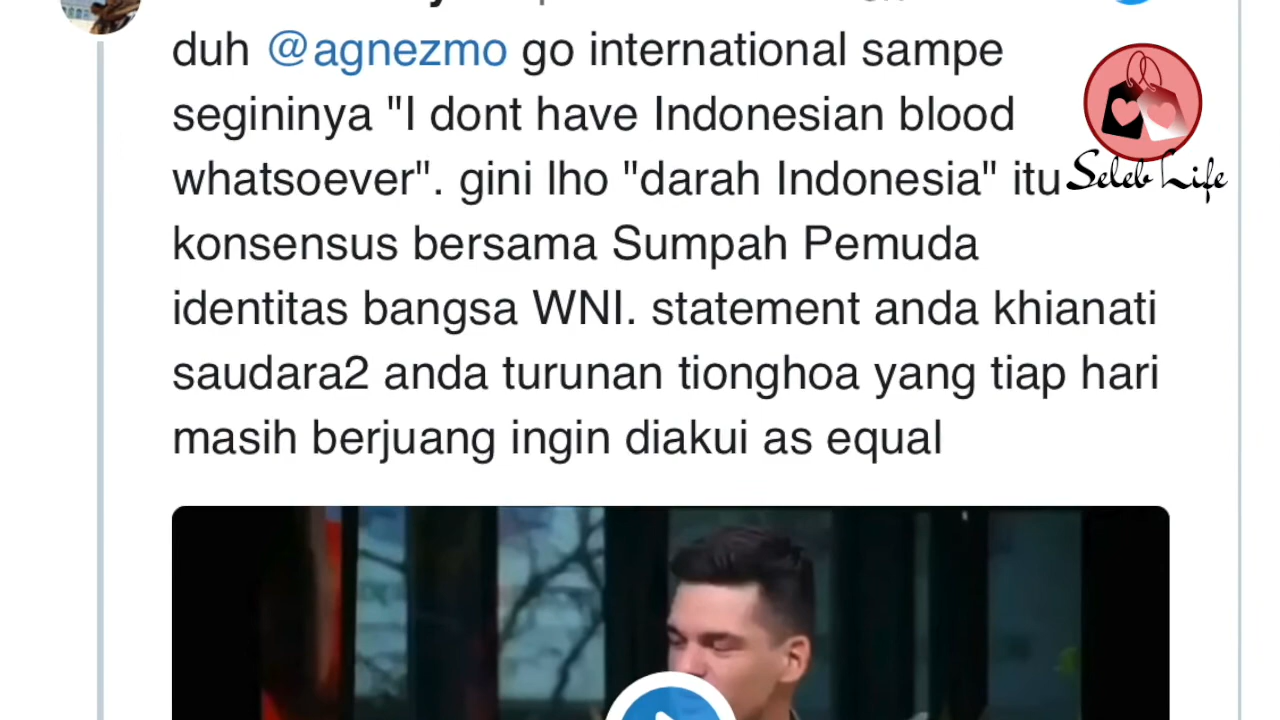 duh @agnezmo go international sampe
segininya "I dont have Indonesian blood
whatsoever". gini lho "darah Indonesia" itu
konsensus bersama Sumpah Pemuda
identitas bangsa WNI. statement anda khianati
saudara2 anda turunan tionghoa yang tiap hari
masih berjuang ingin diakui as equal
Seleb Life